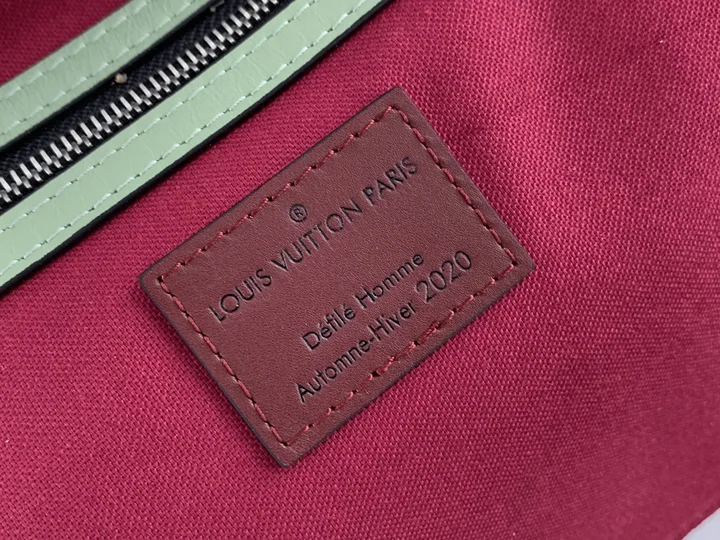 ®
LOUIS VUITTON PARIS
Défilé Homme
Automne-Hiver 2020